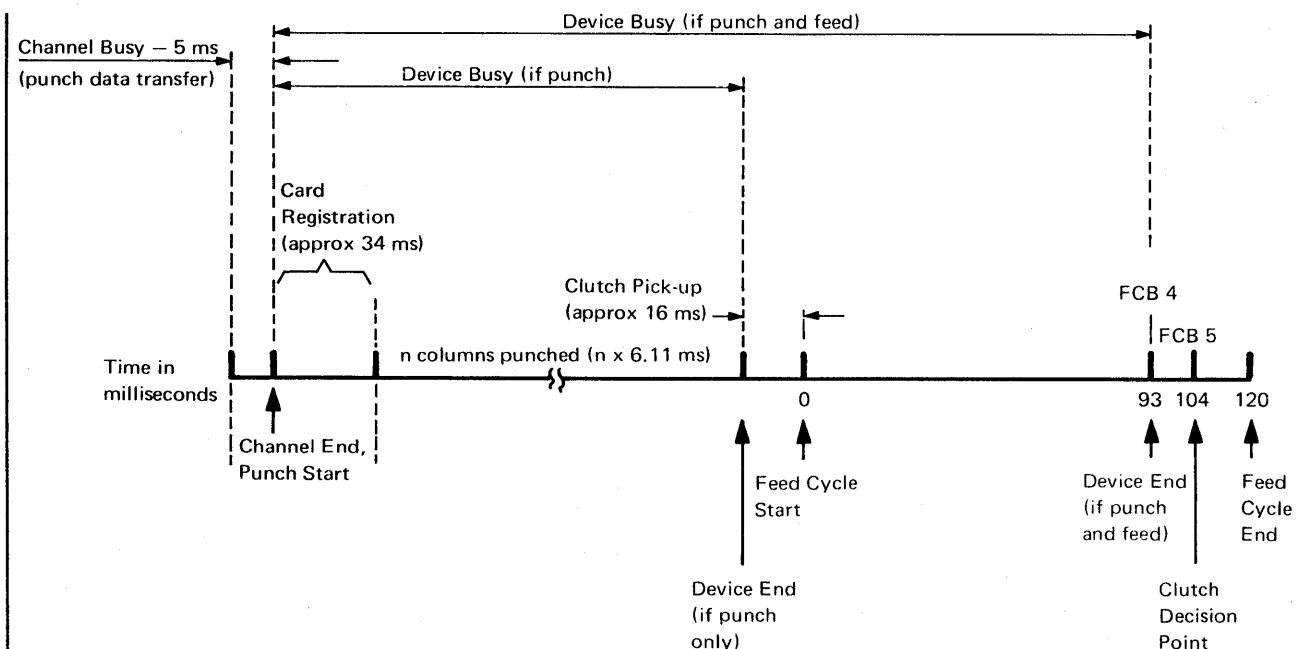 Device Busy (if punch and feed)
Channel Busy — 5 ms
(punch data transfer)
Device Busy (if punch)
Card
Registration
(approx 34 ms)
Clutch Pick-up
(approx 16 ms)
FCB 4
FCB 5
n columns punched (n x 6.11 ms)
Time in
milliseconds
0
93 104 120
Channel End,
Punch Start
Feed Cycle
Start
Device End
(if punch
and feed)
Feed
Cycle
End
Device End
(if punch
only)
Clutch
Decision
Point